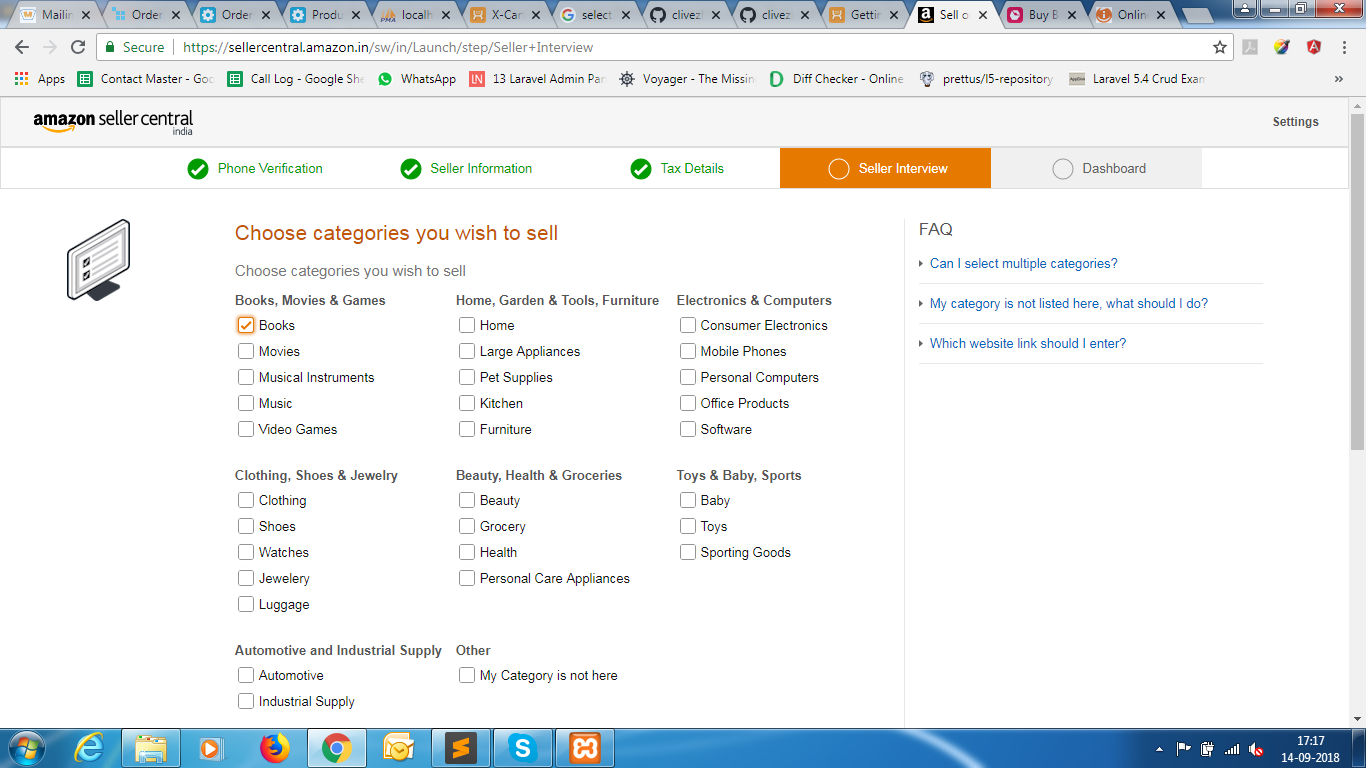 Mailin Order Order Produ localh X-Car select clivez clivez Gettin Sell o Buy B Onlin
Secure https://sellercentral.amazon.in/sw/in/Launch/step/Seller+Interview
Apps Contact Master - Goo Call Log - Google She WhatsApp 13 Laravel Admin Pan Voyager - The Missin Diff Checker - Online prettus/l5-repository Laravel 5.4 Crud Exam »
amazon seller central
india
Settings
Phone Verification Seller Information Tax Details Seller Interview Dashboard
Choose categories you wish to sell
Choose categories you wish to sell
Books, Movies & Games
Books
Movies
Musical Instruments
Music
Video Games
Home, Garden & Tools, Furniture
Home
Large Appliances
Pet Supplies
Kitchen
Furniture
Electronics & Computers
Consumer Electronics
Mobile Phones
Personal Computers
Office Products
Software
Clothing, Shoes & Jewelry
Clothing
Shoes
Watches
Jewelery
Luggage
Beauty, Health & Groceries
Beauty
Grocery
Health
Personal Care Appliances
Toys & Baby, Sports
Baby
Toys
Sporting Goods
Automotive and Industrial Supply
Automotive
Industrial Supply
Other
My Category is not here
FAQ
Can I select multiple categories?
My category is not listed here, what should I do?
Which website link should I enter?
17:17
14-09-2018